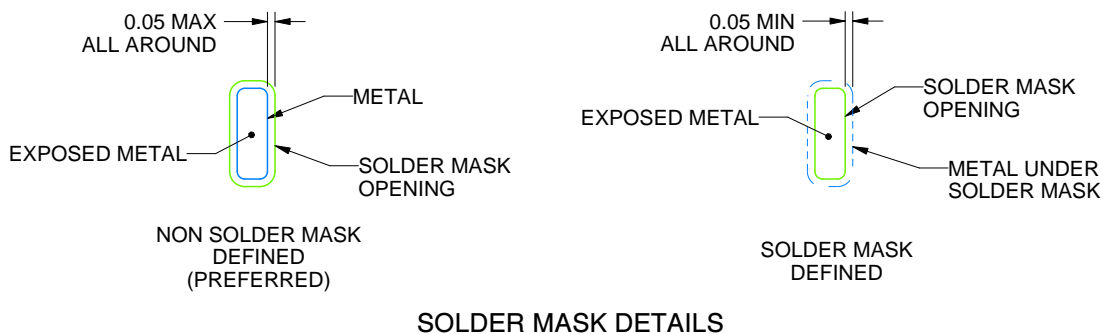 0.05 MAX
ALL AROUND
METAL
EXPOSED METAL
SOLDER MASK
OPENING
NON SOLDER MASK
DEFINED
(PREFERRED)
0.05 MIN
ALL AROUND
SOLDER MASK
OPENING
EXPOSED METAL
METAL UNDER
SOLDER MASK
SOLDER MASK
DEFINED
SOLDER MASK DETAILS